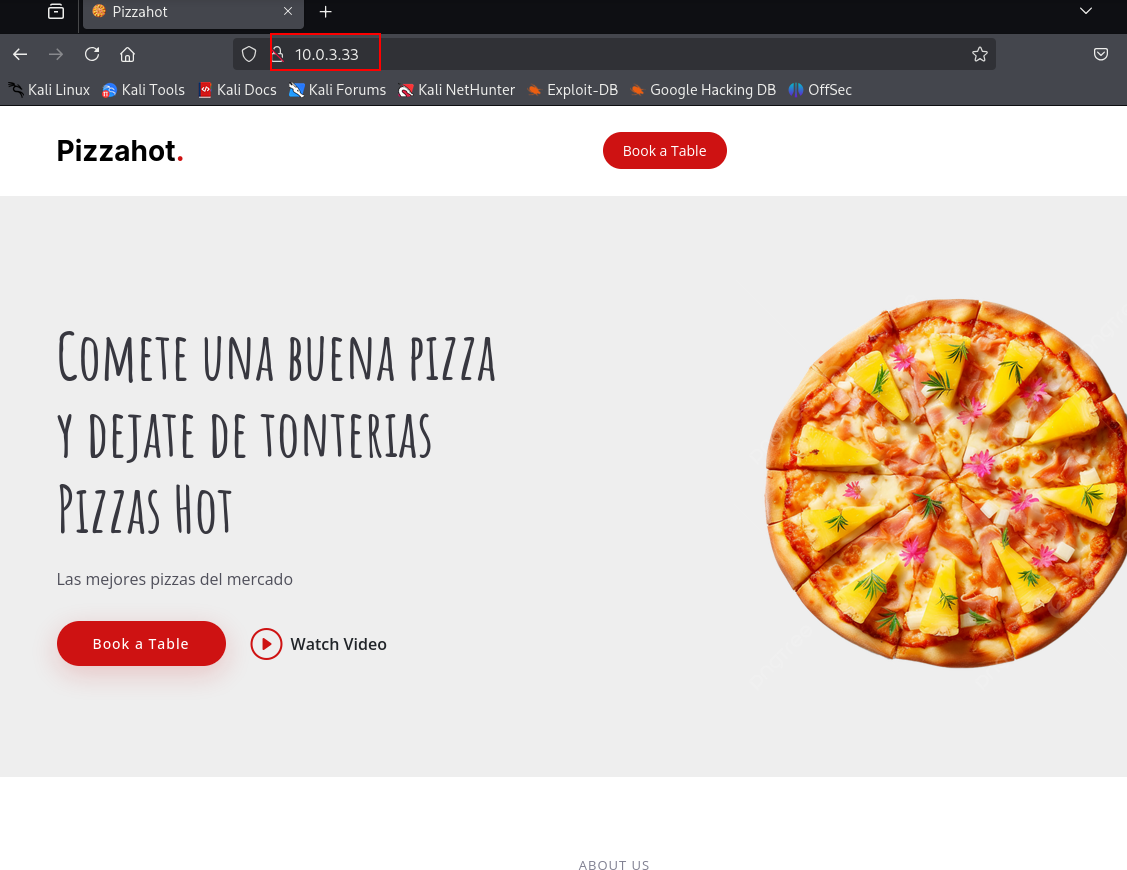 Pizzahot
10.0.3.33
Kali Linux Kali Tools Kali Docs Kali Forums Kali NetHunter Exploit-DB Google Hacking DB OffSec
Pizzahot.
Book a Table
Comete una buena pizza
y dejate de tonterias
Pizzas Hot
Las mejores pizzas del mercado
Book a Table
Watch Video
ABOUT US